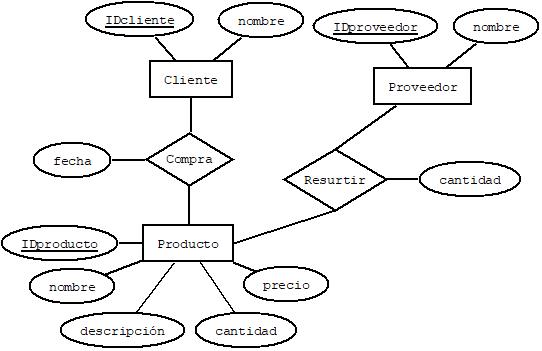 IDcliente
nombre
IDproveedor
nombre
Cliente
Proveedor
fecha
Compra
Resurtir
cantidad
IDproducto
Producto
nombre
precio
descripción
cantidad